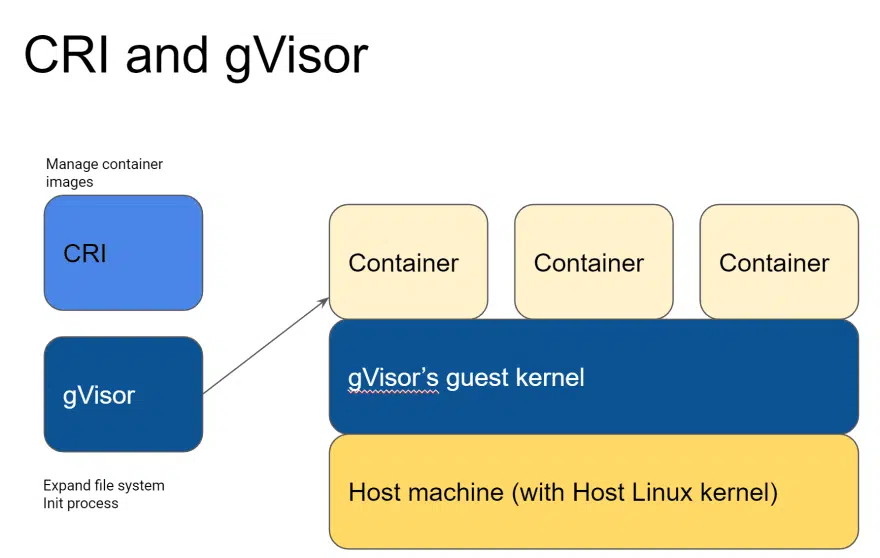 CRI and gVisor
Manage container
images
CRI
gVisor
Expand file system
Init process
Container
Container
Container
gVisor’s guest kernel
Host machine (with Host Linux kernel)